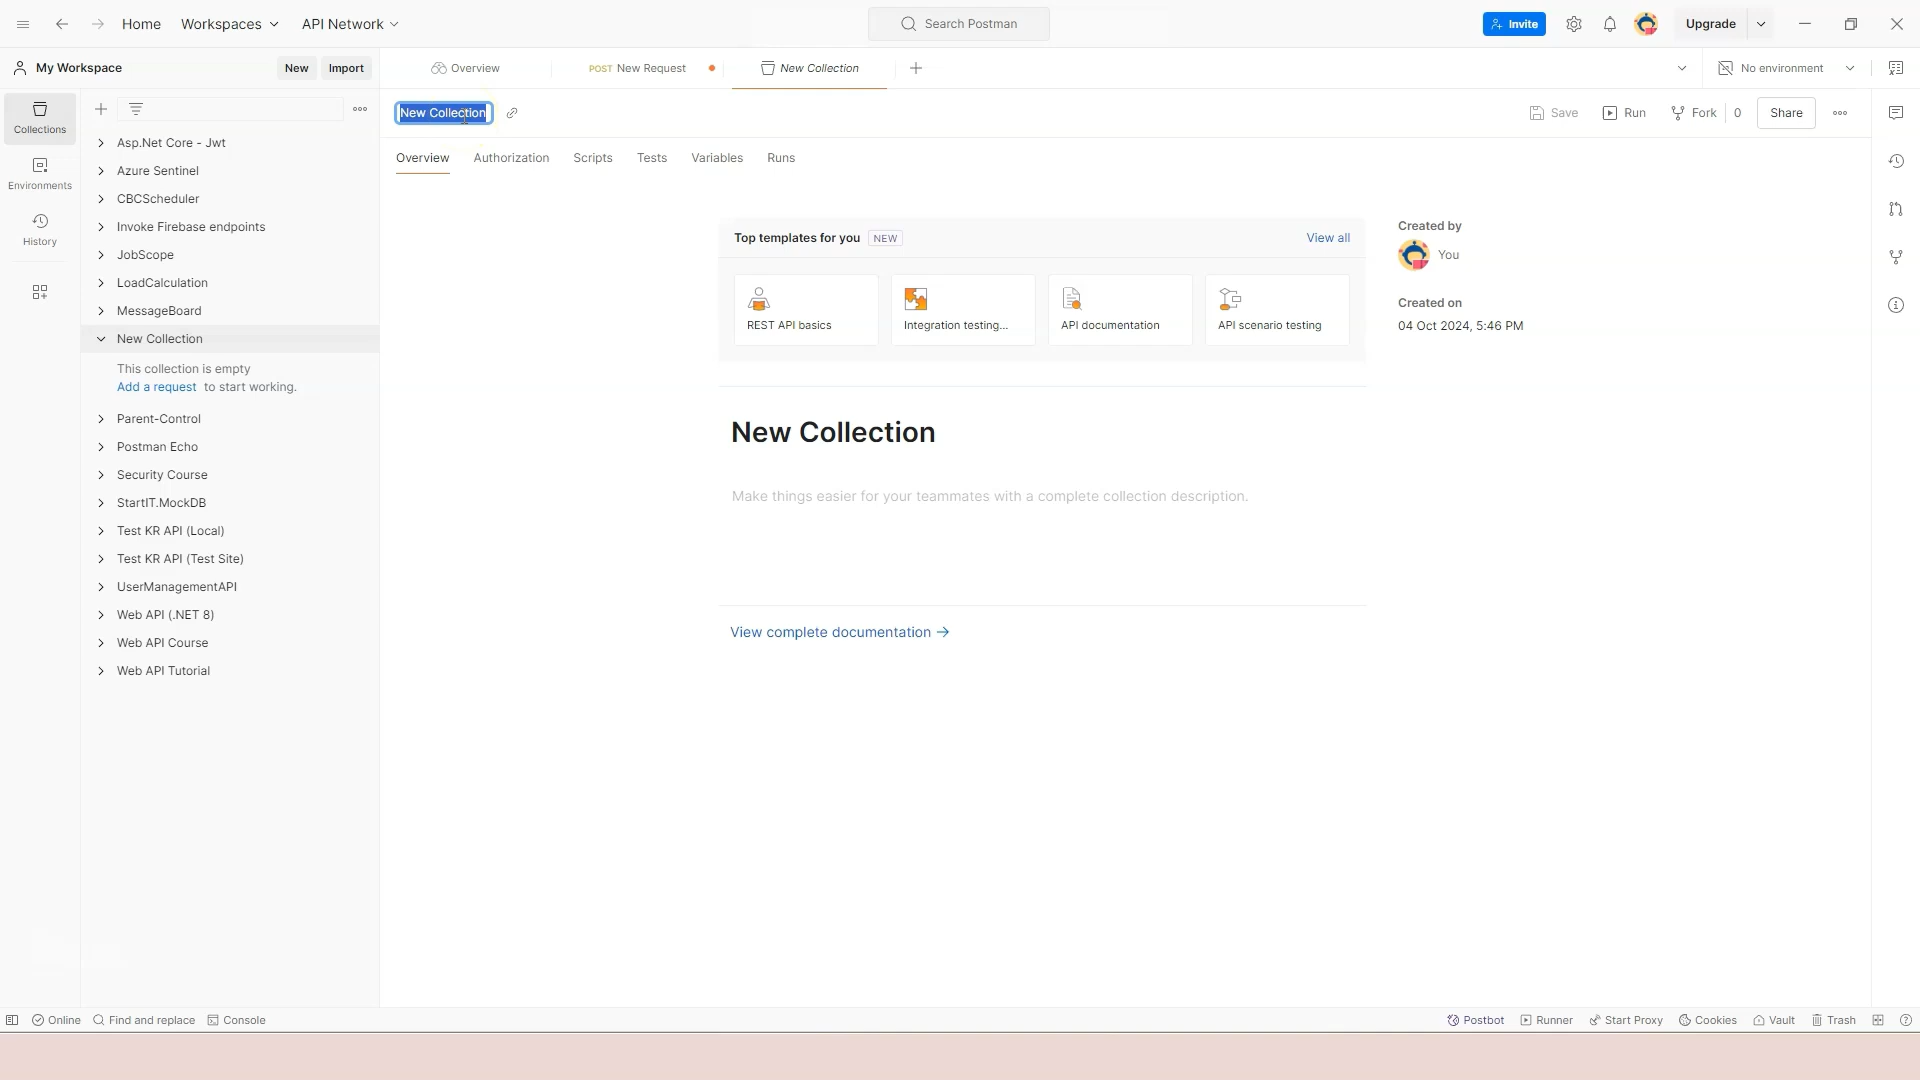 Home
Workspaces
API Network
Search Postman
Invite
Upgrade
My Workspace
New
Import
Overview
POST New Request
New Collection
No environment
Collections
Environments
History
Asp.Net Core - Jwt
Azure Sentinel
CBCScheduler
Invoke Firebase endpoints
JobScope
LoadCalculation
MessageBoard
New Collection
This collection is empty
Add a request to start working.
Parent-Control
Postman Echo
Security Course
StartIT.MockDB
Test KR API (Local)
Test KR API (Test Site)
UserManagementAPI
Web API (.NET 8)
Web API Course
Web API Tutorial
New Collection
Save
Run
Fork
0
Share
Overview
Authorization
Scripts
Tests
Variables
Runs
Top templates for you
NEW
View all
REST API basics
Integration testing...
API documentation
API scenario testing
New Collection
Make things easier for your teammates with a complete collection description.
View complete documentation →
Created by
You
Created on
04 Oct 2024, 5:46 PM
Online
Find and replace
Console
Postbot
Runner
Start Proxy
Cookies
Vault
Trash